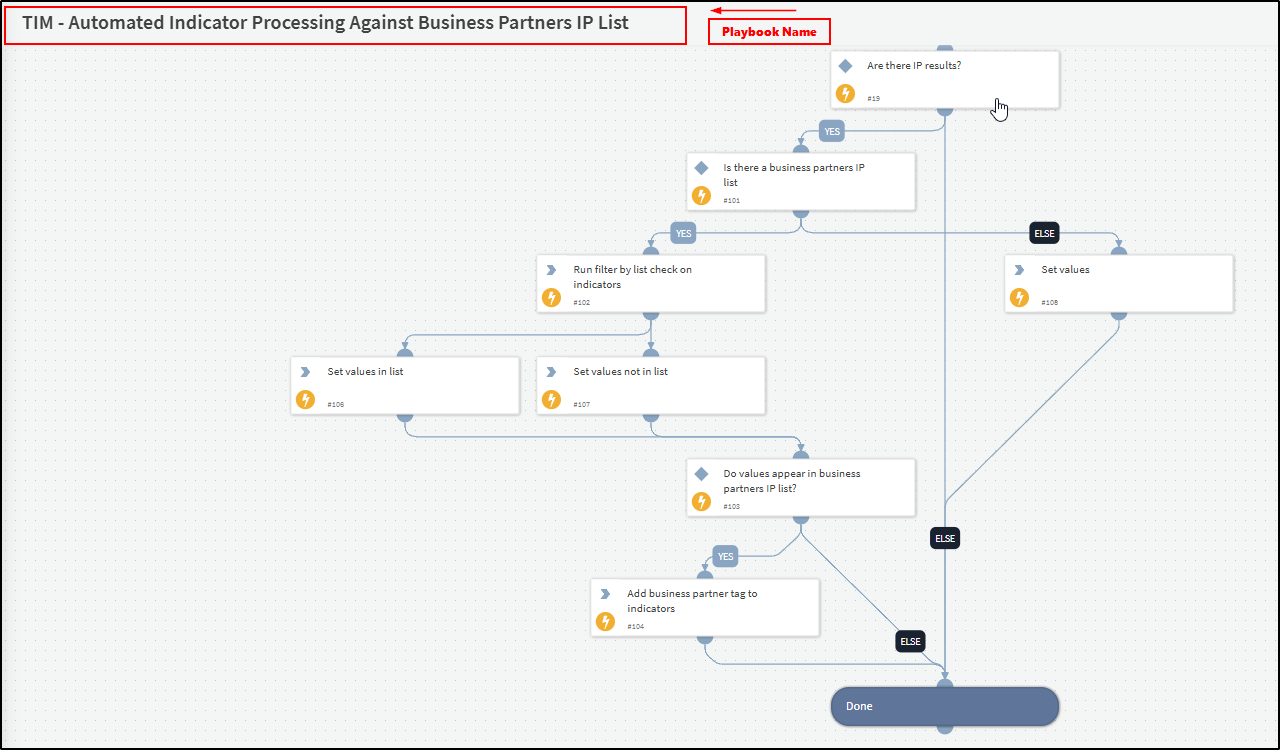 TIM - Automated Indicator Processing Against Business Partners IP List
Playbook Name
Are there IP results?
#19
YES
Is there a business partners IP
list
#101
YES
ELSE
Run filter by list check on
indicators
#102
Set values
#108
Set values in list
#106
Set values not in list
#107
Do values appear in business
partners IP list?
#103
ELSE
YES
Add business partner tag to
indicators
#104
ELSE
Done